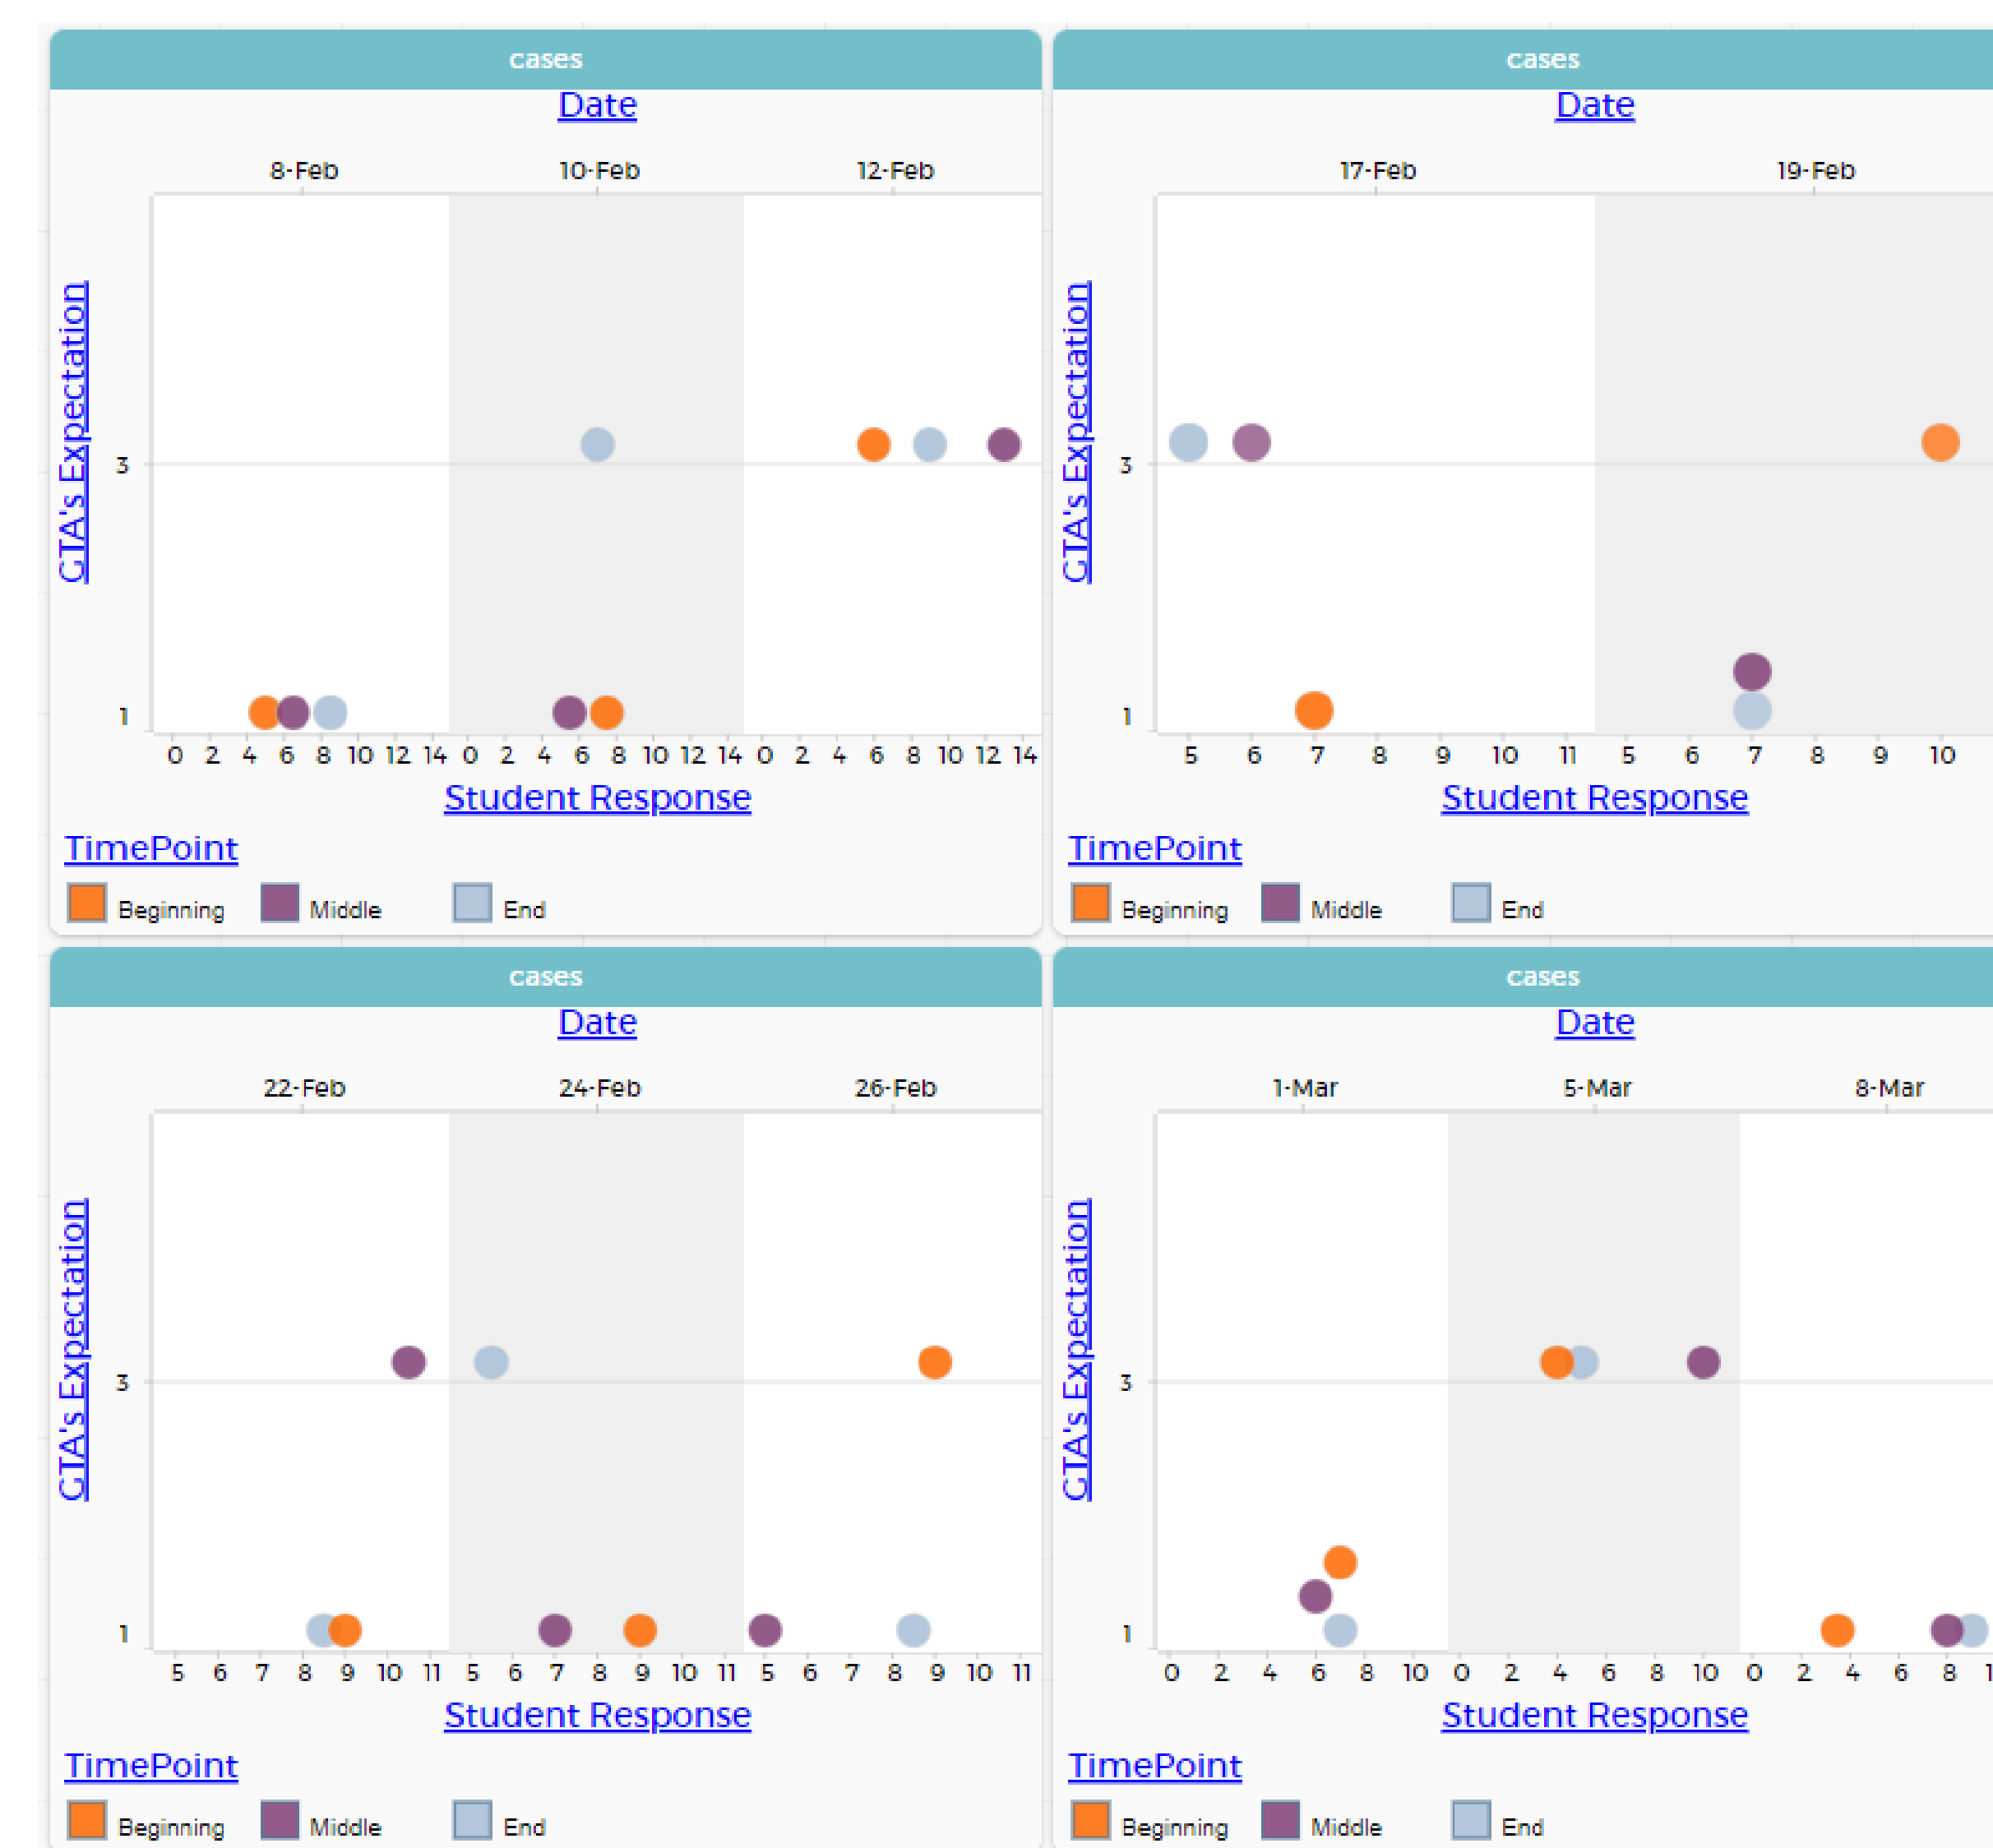 cases
Date
8-Feb 10-Feb 12-Feb
GTA's Expectation
3
1
0 2 4 6 8 10 12 14 0 2 4 6 8 10 12 14 0 2 4 6 8 10 12 14
Student Response
TimePoint
Beginning Middle End
cases
Date
17-Feb 19-Feb
GTA's Expectation
3
1
5 6 7 8 9 10 11 5 6 7 8 9 10
Student Response
TimePoint
Beginning Middle End
cases
Date
22-Feb 24-Feb 26-Feb
GTA's Expectation
3
1
5 6 7 8 9 10 11 5 6 7 8 9 10 11 5 6 7 8 9 10 11
Student Response
TimePoint
Beginning Middle End
cases
Date
1-Mar 5-Mar 8-Mar
GTA's Expectation
3
1
0 2 4 6 8 10 0 2 4 6 8 10 0 2 4 6 8
Student Response
TimePoint
Beginning Middle End